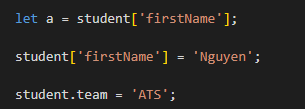 let a = student['firstName'];
student['firstName'] = 'Nguyen';
student.team = 'ATS';